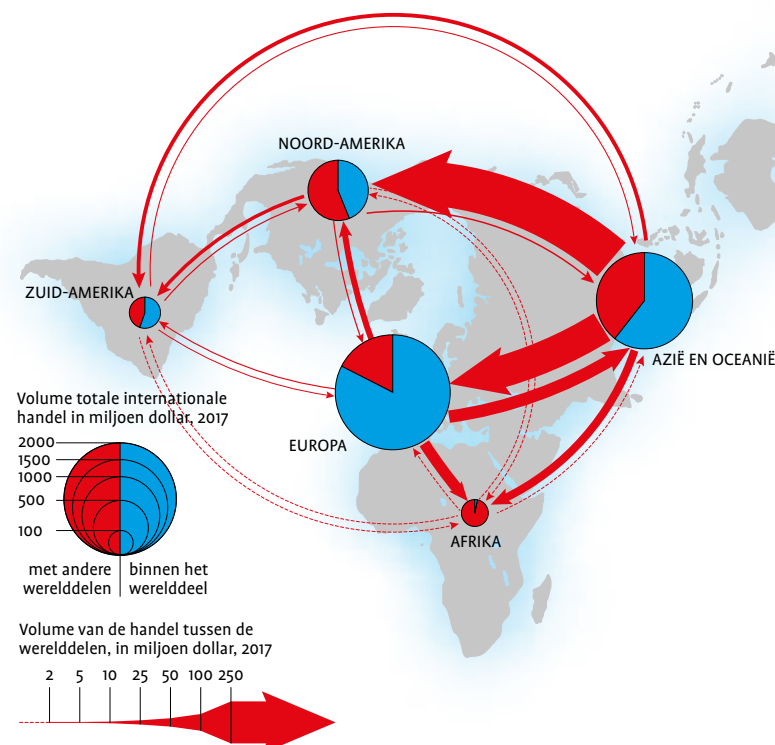 NOORD-AMERIKA
ZUID-AMERIKA
AZIË EN OCEANIË
EUROPA
AFRIKA
Volume totale internationale
handel in miljoen dollar, 2017
2000
1500
1000
500
100
met andere
werelddelen
binnen het
werelddeel
Volume van de handel tussen de
werelddelen, in miljoen dollar, 2017
2 5 10 25 50 100 250